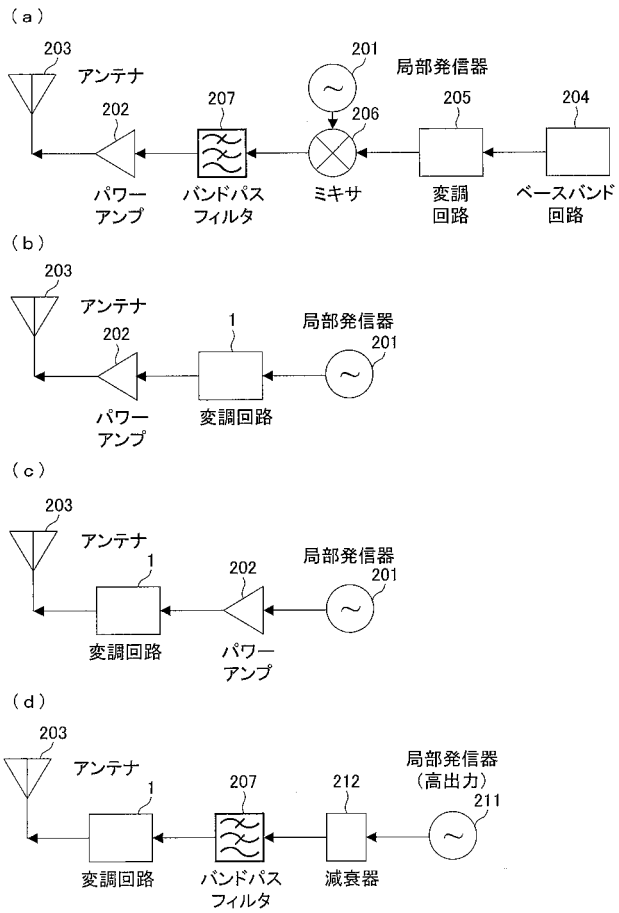 (a)
203
アンテナ
202
パワー
アンプ
207
バンドパス
フィルタ
201
局部発信器
206
ミキサ
205
変調
回路
204
ベースバンド
回路
(b)
203
アンテナ
202
パワー
アンプ
1
変調回路
局部発信器
201
(c)
203
アンテナ
1
変調回路
202
パワー
アンプ
局部発信器
201
(d)
203
アンテナ
1
変調回路
207
バンドパス
フィルタ
212
減衰器
局部発信器
(高出力)
211